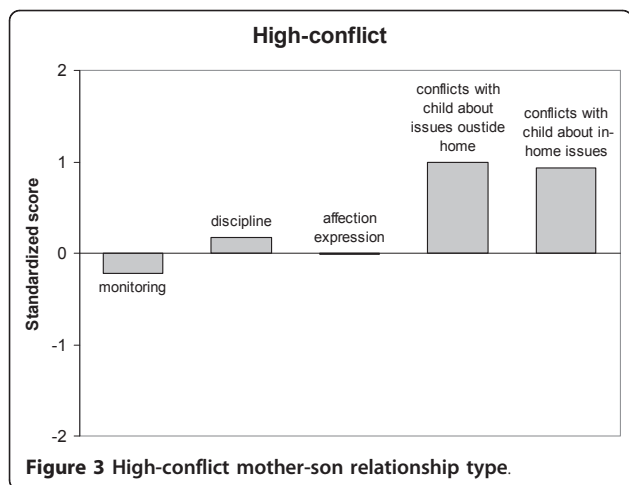 High-conflict
2
conflicts with
child about
issues oustide
home
conflicts with
child about in-
home issues
1
discipline
affection
expression
0
monitoring
Standardized score
-1
-2
Figure 3 High-conflict mother-son relationship type.